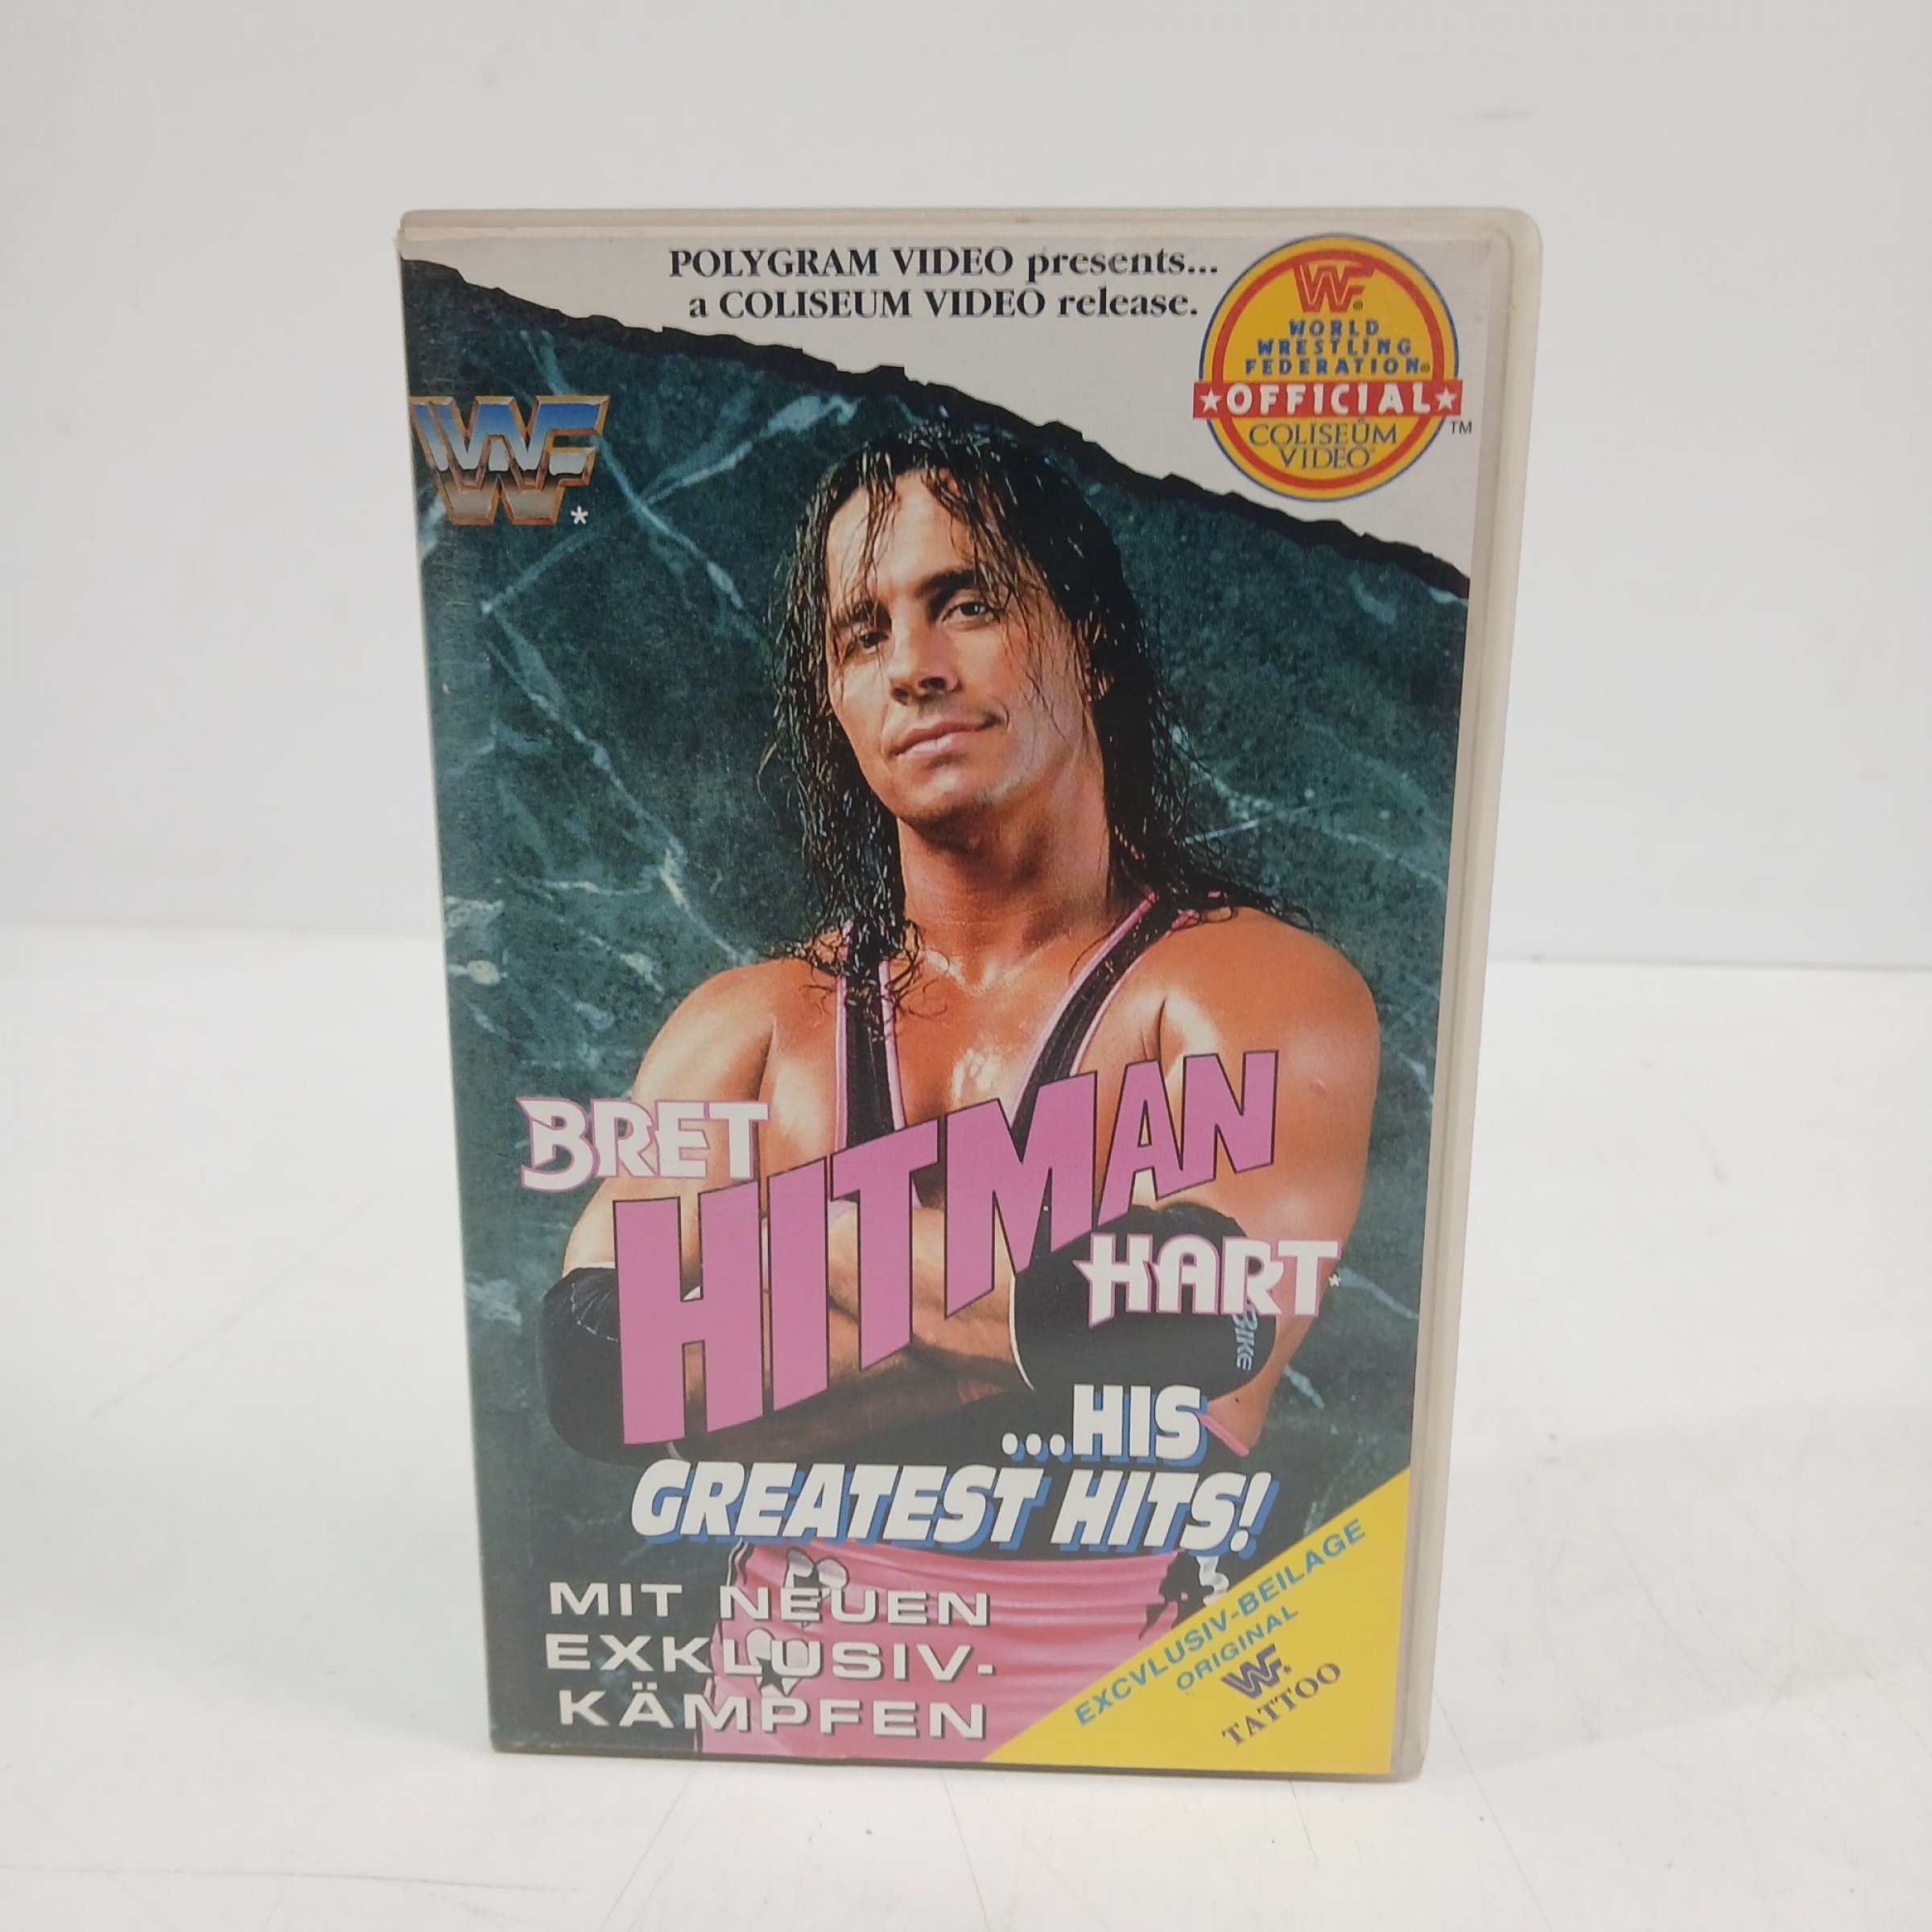 POLYGRAM VIDEO presents...
a COLISEUM VIDEO release.
WF®
WORLD
WRESTLING
FEDERATION®
★OFFICIAL★
COLISEUM
VIDEO
TM
WF*
BRET
HITMAN
HART*
BIKE
...HIS
GREATEST HITS!
MIT NEUEN
EXKLUSIV-
KÄMPFEN
EXCVLUSIV-BEILAGE
ORIGINAL
WF
TATTOO